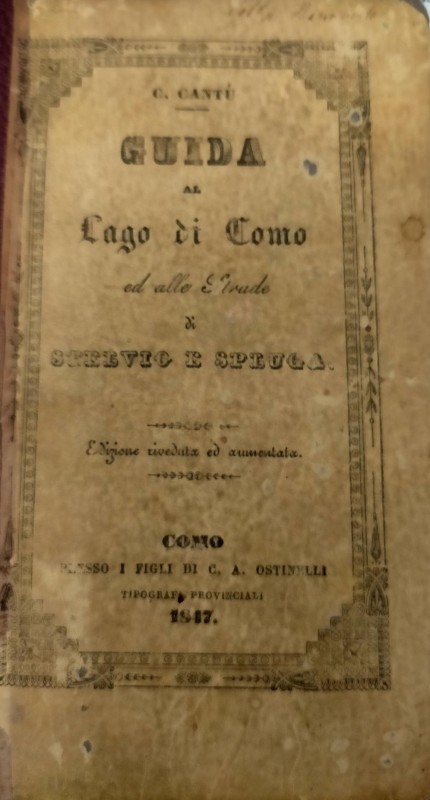 C. CANTÙ
GUIDA
AL
Lago di Como
ed alle Strade
di
STELVIO E SPLUGA.
Edizione riveduta ed aumentata.
COMO
PRESSO I FIGLI DI C. A. OSTINELLI
TIPOGRAFI PROVINCIALI
1847.